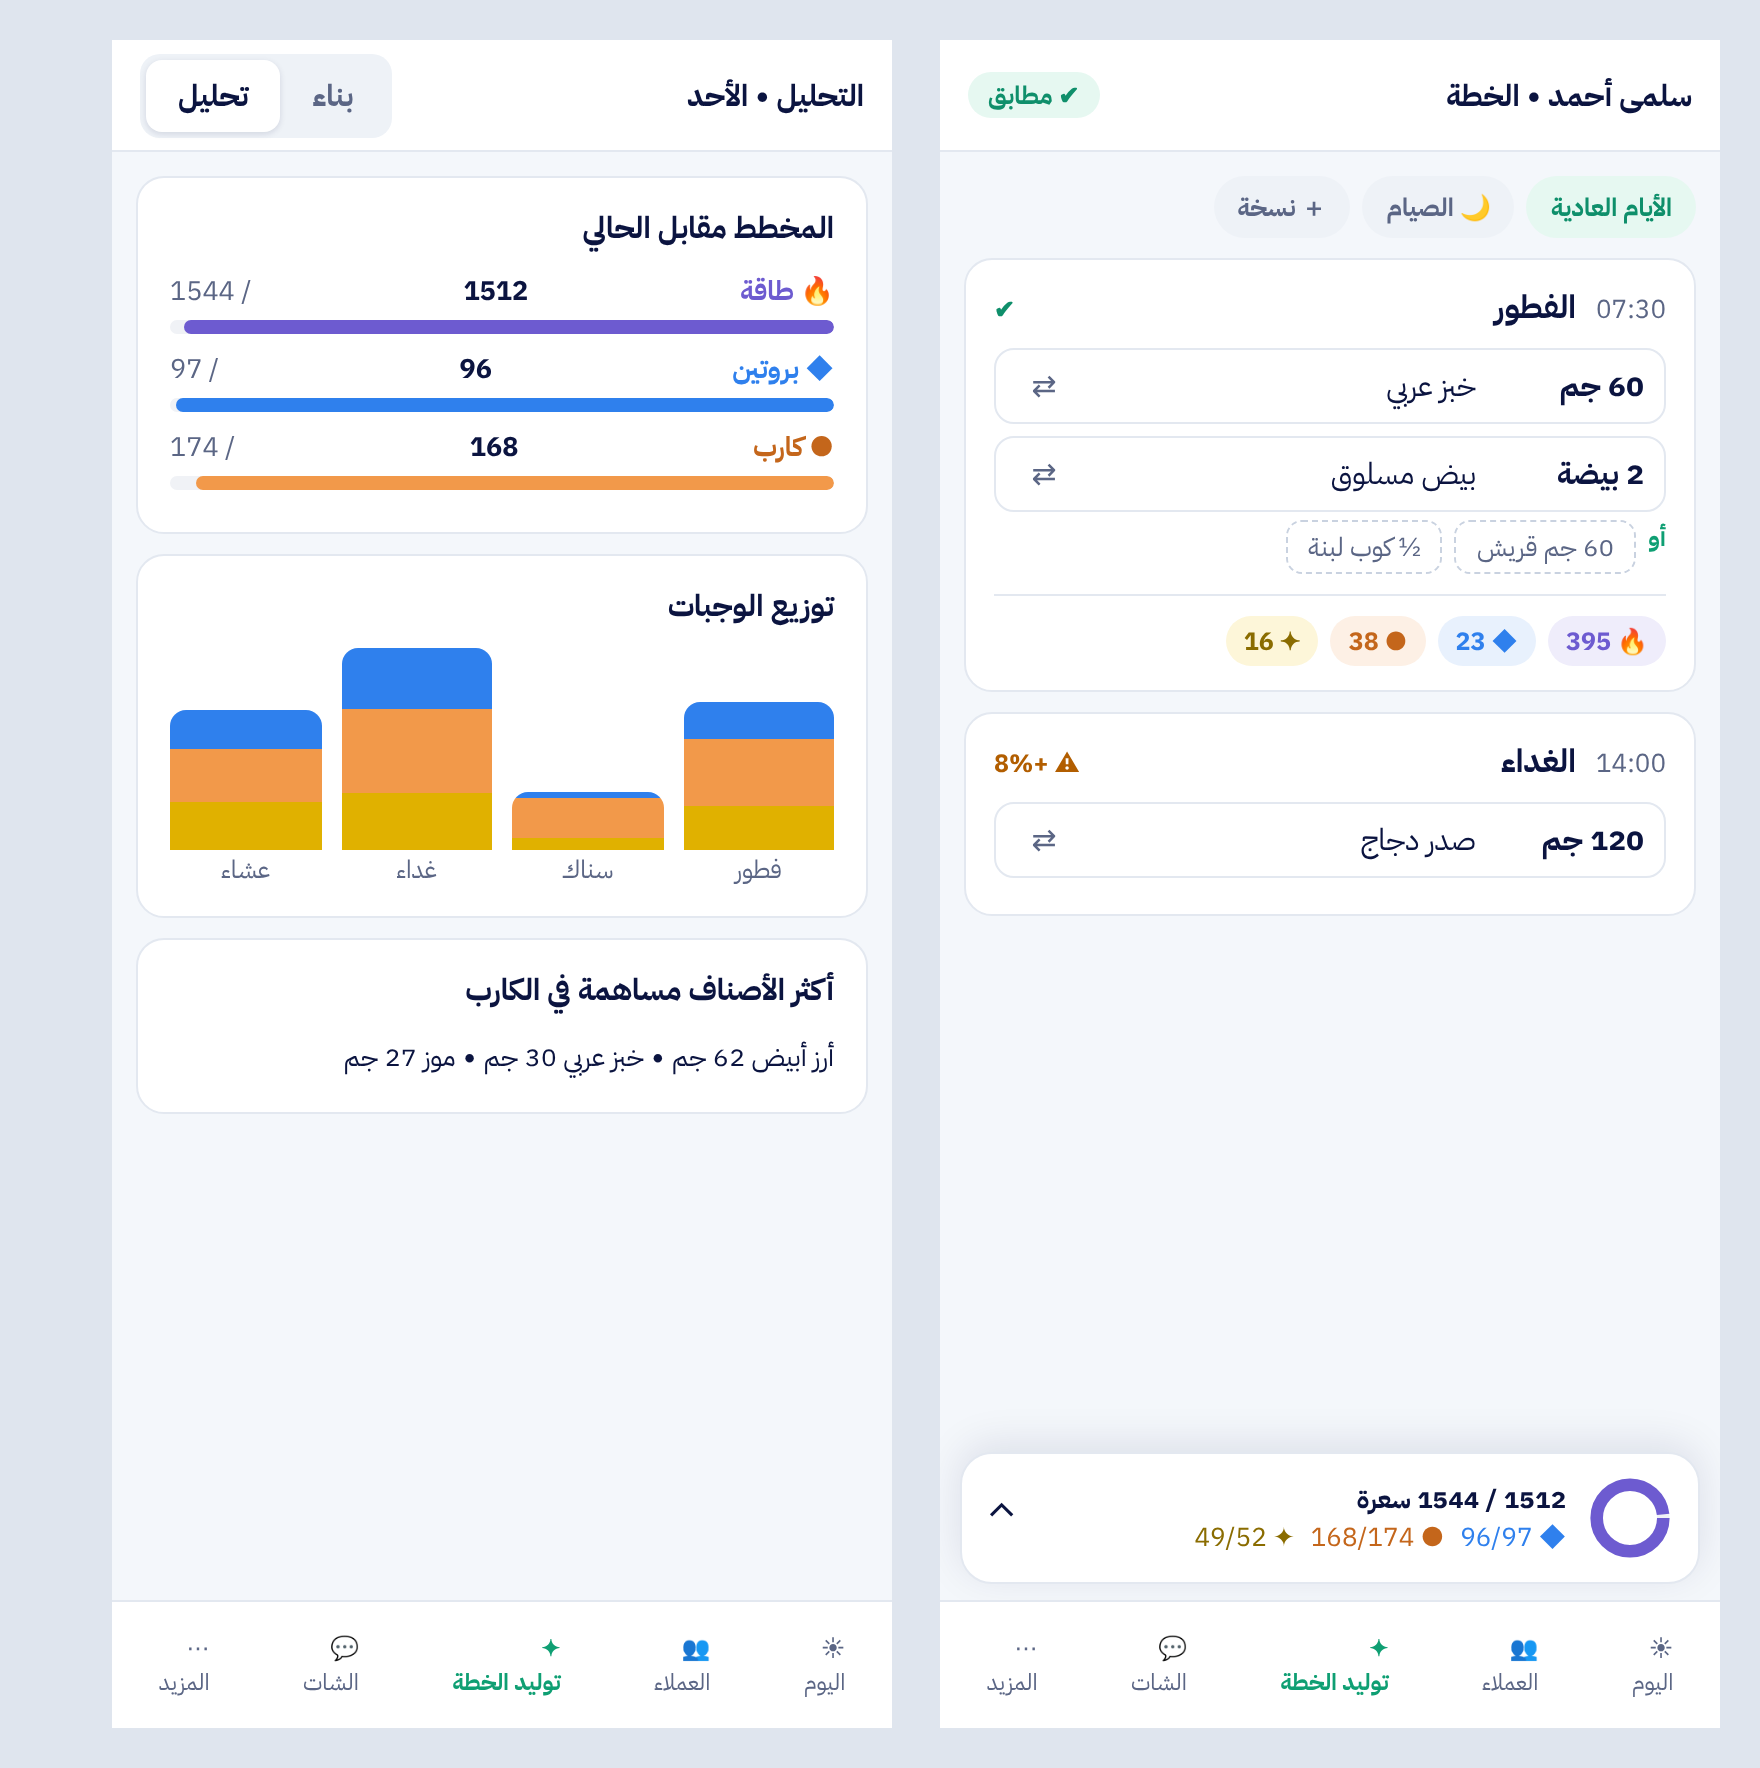 سلمى أحمد • الخطة
✔ مطابق
الأيام العادية
🌙 الصيام
+ نسخة
07:30 الفطور ✔
60 جم خبز عربي ⇄
2 بيضة بيض مسلوق ⇄
أو 60 جم قريش ½ كوب لبنة
🔥 395 ◆ 23 ● 38 ✦ 16
14:00 الغداء ⚠ +8%
120 جم صدر دجاج ⇄
1512 / 1544 سعرة
◆ 96/97 ● 168/174 ✦ 49/52
اليوم
العملاء
توليد الخطة
الشات
المزيد
التحليل • الأحد
بناء
تحليل
المخطط مقابل الحالي
🔥 طاقة 1512 / 1544
◆ بروتين 96 / 97
● كارب 168 / 174
توزيع الوجبات
فطور
سناك
غداء
عشاء
أكثر الأصناف مساهمة في الكارب
أرز أبيض 62 جم • خبز عربي 30 جم • موز 27 جم
اليوم
العملاء
توليد الخطة
الشات
المزيد